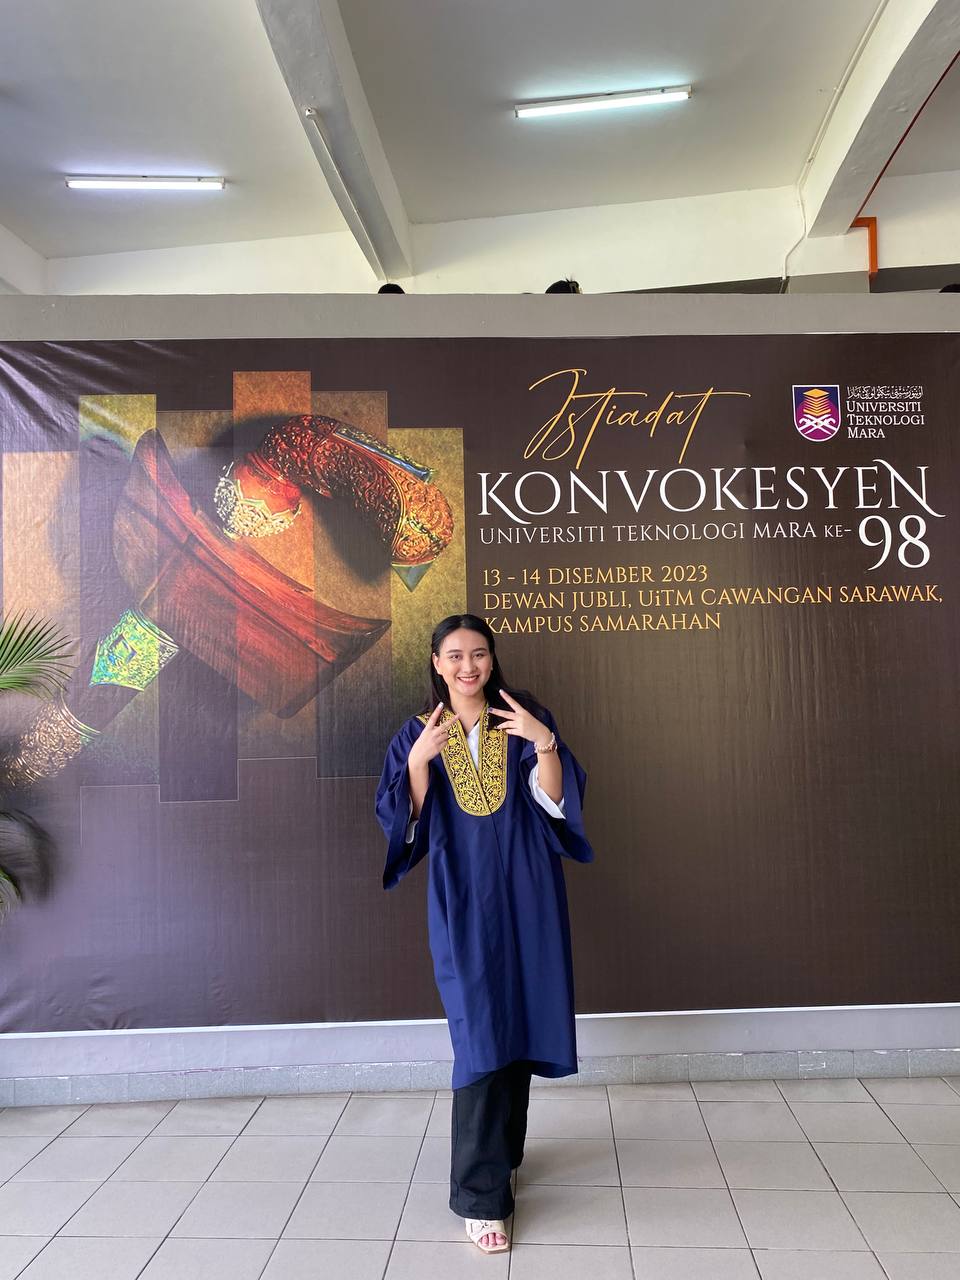 Istiadat
KONVOKESYEN
UNIVERSITI TEKNOLOGI MARA KE-98
13 - 14 DISEMBER 2023
DEWAN JUBLI, UiTM CAWANGAN SARAWAK,
KAMPUS SAMARAHAN
UNIVERSITI
TEKNOLOGI
MARA